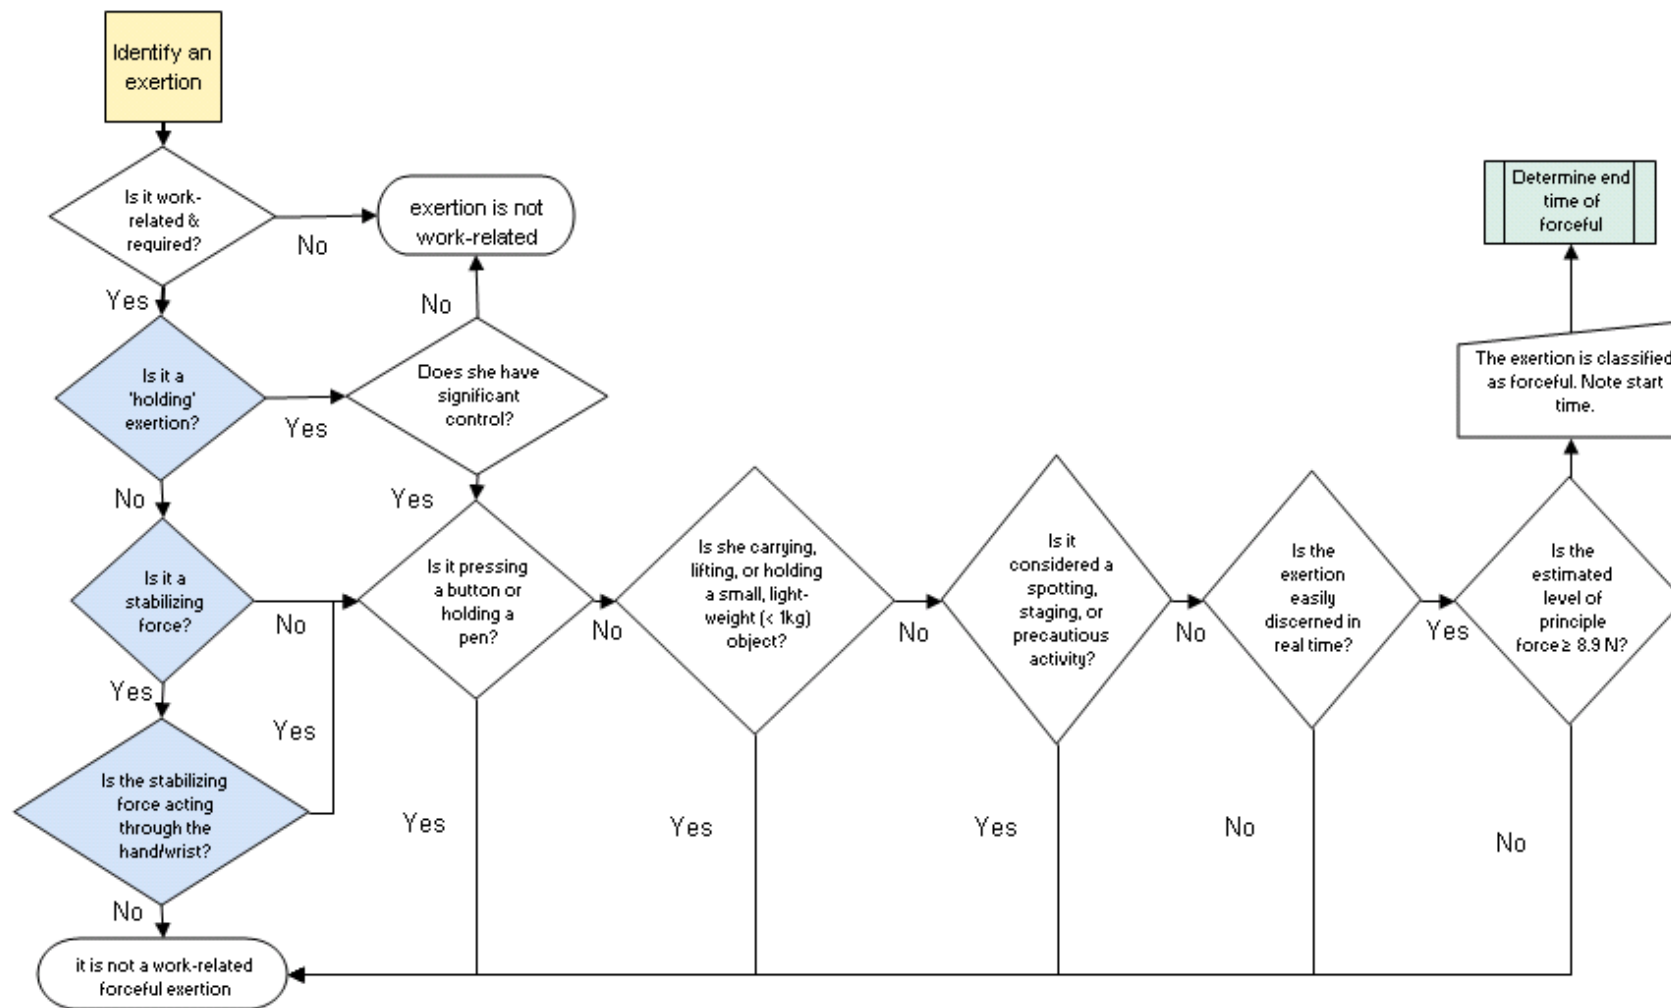 Identify an
exertion
Is it work-
related &
required?
No
exertion is not
work-related
Yes
No
Is it a
'holding'
exertion?
Yes
Does she have
significant
control?
No
Yes
Is it a
stabilizing
force?
No
Yes
Yes
Is the stabilizing
force acting
through the
hand/wrist?
No
it is not a work-related
forceful exertion
Is it pressing
a button or
holding a
pen?
No
Yes
Is she carrying,
lifting, or holding
a small, light-
weight (< 1kg)
object?
No
Yes
Is it
considered a
spotting,
staging, or
precautious
activity?
No
Yes
Is the
exertion
easily
discerned in
real time?
Yes
No
Is the
estimated
level of
principle
force ≥ 8.9 N?
No
The exertion is classified
as forceful. Note start
time.
Determine end
time of
forceful